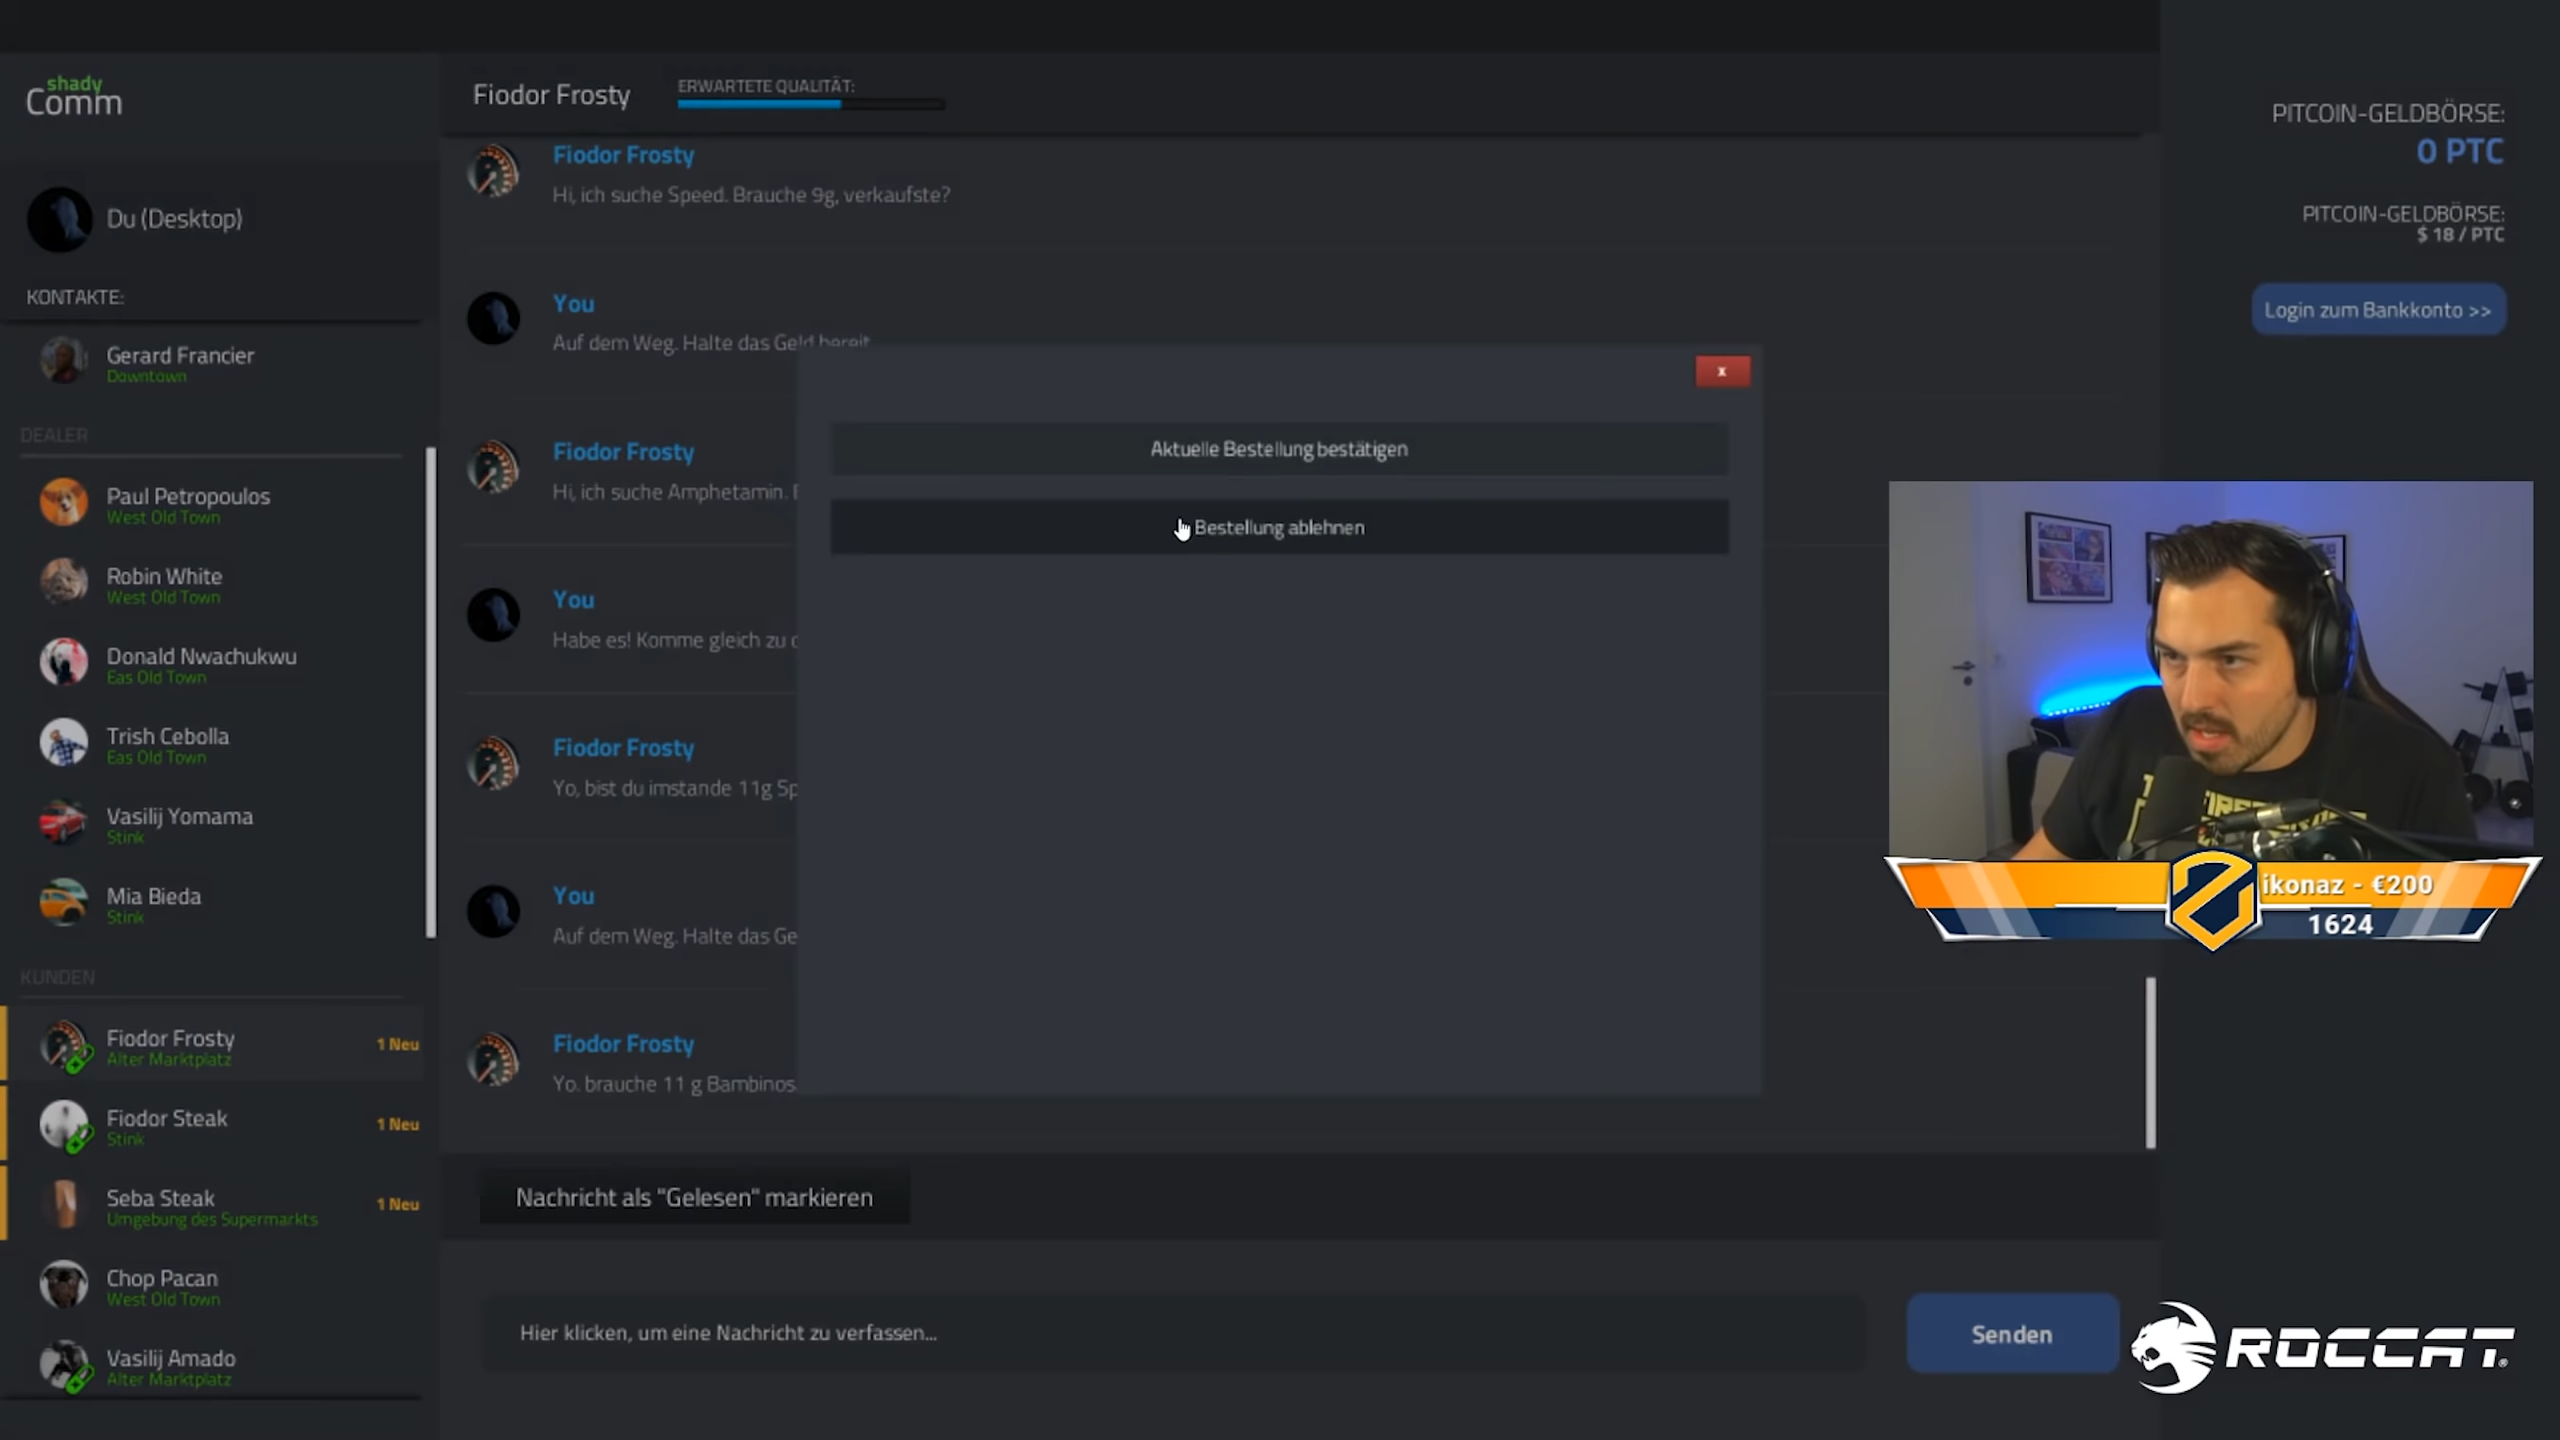 shady
Comm
Du (Desktop)
KONTAKTE:
Gerard Francier
Downtown
DEALER
Paul Petropoulos
West Old Town
Robin White
West Old Town
Donald Nwachukwu
Eas Old Town
Trish Cebolla
Eas Old Town
Vasilij Yomama
Stink
Mia Bieda
Stink
KUNDEN
Fiodor Frosty
Alter Marktplatz
1 Neu
Fiodor Steak
Stink
1 Neu
Seba Steak
Umgebung des Supermarkts
1 Neu
Chop Pacan
West Old Town
Vasilij Amado
Alter Marktplatz
Fiodor Frosty
ERWARTETE QUALITÄT:
Fiodor Frosty
Hi, ich suche Speed. Brauche 9g, verkaufste?
You
Auf dem Weg. Halte das Geld bereit
Fiodor Frosty
Hi, ich suche Amphetamin.
You
Habe es! Komme gleich zu
Fiodor Frosty
Yo, bist du imstande 11g Sp
You
Auf dem Weg. Halte das Ge
Fiodor Frosty
Yo. brauche 11 g Bambinos
x
Aktuelle Bestellung bestätigen
Bestellung ablehnen
Nachricht als "Gelesen" markieren
Hier klicken, um eine Nachricht zu verfassen...
Senden
PITCOIN-GELDBÖRSE:
0 PTC
PITCOIN-GELDBÖRSE:
$ 18 / PTC
Login zum Bankkonto >>
ikonaz - €200
1624
ROCCAT